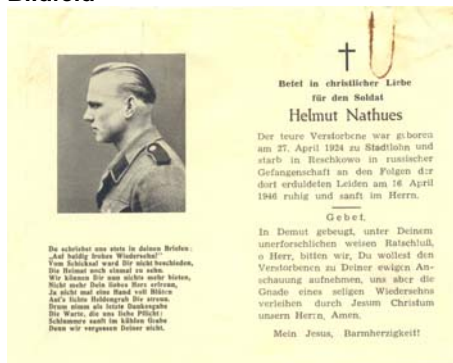 Betet in christlicher Liebe
für den Soldat
Helmut Nathues
Der teure Verstorbene war geboren
am 27. April 1924 zu Stadtlohn und
starb in Reschkowo in russischer
Gefangenschaft an den Folgen der
dort erduldeten Leiden am 16 April
1946 ruhig und sanft im Herrn.
Gebet.
In Demut gebeugt, unter Deinem
unerforschlichen weisen Ratschluß,
o Herr, bitten wir, Du wollest den
Verstorbenen zu Deiner ewigen An-
schauung aufnehmen, uns aber die
Gnade eines seligen Wiedersehns
verleihen durch Jesum Christum
unsern Herrn, Amen.
Mein Jesus, Barmherzigkeit!
Du schriebst uns stets in deinen Briefen:
„Auf baldig frohes Wiedersehn!"
Vom Schicksal ward Dir nicht beschieden,
Die Heimat noch einmal zu sehn.
Wir können Dir nun nichts mehr bieten,
Nicht mehr Dein liebes Herz erfreun,
Ja nicht mal eine Hand voll Blüten
Auf's lichte Heldengrab Dir streun.
Drum nimm als letzte Dankesgabe
Die Worte, die uns liebe Pflicht:
Schlummre sanft im kühlen Grabe
Denn wir vergessen Deiner nicht.